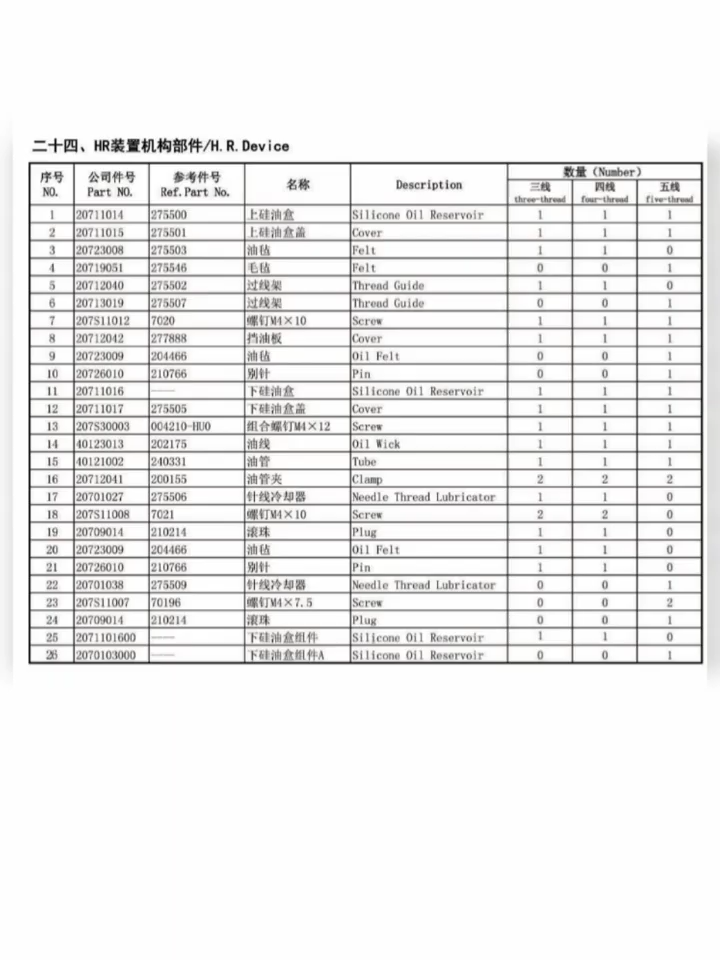 二十四、HR装置机构部件/H.R.Device
序号 NO. 公司件号 Part NO. 参考件号 Ref.Part No. 名称 Description 数量（Number）
三线 three-thread 四线 four-thread 五线 five-thread
1 20711014 275500 上硅油盒 Silicone Oil Reservoir 1 1 1
2 20711015 275501 上硅油盒盖 Cover 1 1 1
3 20723008 275503 油毡 Felt 1 1 0
4 20719051 275546 毛毡 Felt 0 0 1
5 20712040 275502 过线架 Thread Guide 1 1 0
6 20713019 275507 过线架 Thread Guide 0 0 1
7 207S11012 7020 螺钉M4×10 Screw 1 1 1
8 20712042 277888 挡油板 Cover 1 1 1
9 20723009 204466 油毡 Oil Felt 0 0 1
10 20726010 210766 别针 Pin 0 0 1
11 20711016 —— 下硅油盒 Silicone Oil Reservoir 1 1 1
12 20711017 275505 下硅油盒盖 Cover 1 1 1
13 207S30003 004210-HU0 组合螺钉M4×12 Screw 1 1 1
14 40123013 202175 油线 Oil Wick 1 1 1
15 40121002 240331 油管 Tube 1 1 1
16 20712041 200155 油管夹 Clamp 2 2 2
17 20701027 275506 针线冷却器 Needle Thread Lubricator 1 1 0
18 207S11008 7021 螺钉M4×10 Screw 2 2 0
19 20709014 210214 滚珠 Plug 1 1 0
20 20723009 204466 油毡 Oil Felt 1 1 0
21 20726010 210766 别针 Pin 1 1 0
22 20701038 275509 针线冷却器 Needle Thread Lubricator 0 0 1
23 207S11007 70196 螺钉M4×7.5 Screw 0 0 2
24 20709014 210214 滚珠 Plug 0 0 1
25 2071101600 —— 下硅油盒组件 Silicone Oil Reservoir 1 1 0
26 2070103000 —— 下硅油盒组件A Silicone Oil Reservoir 0 0 1